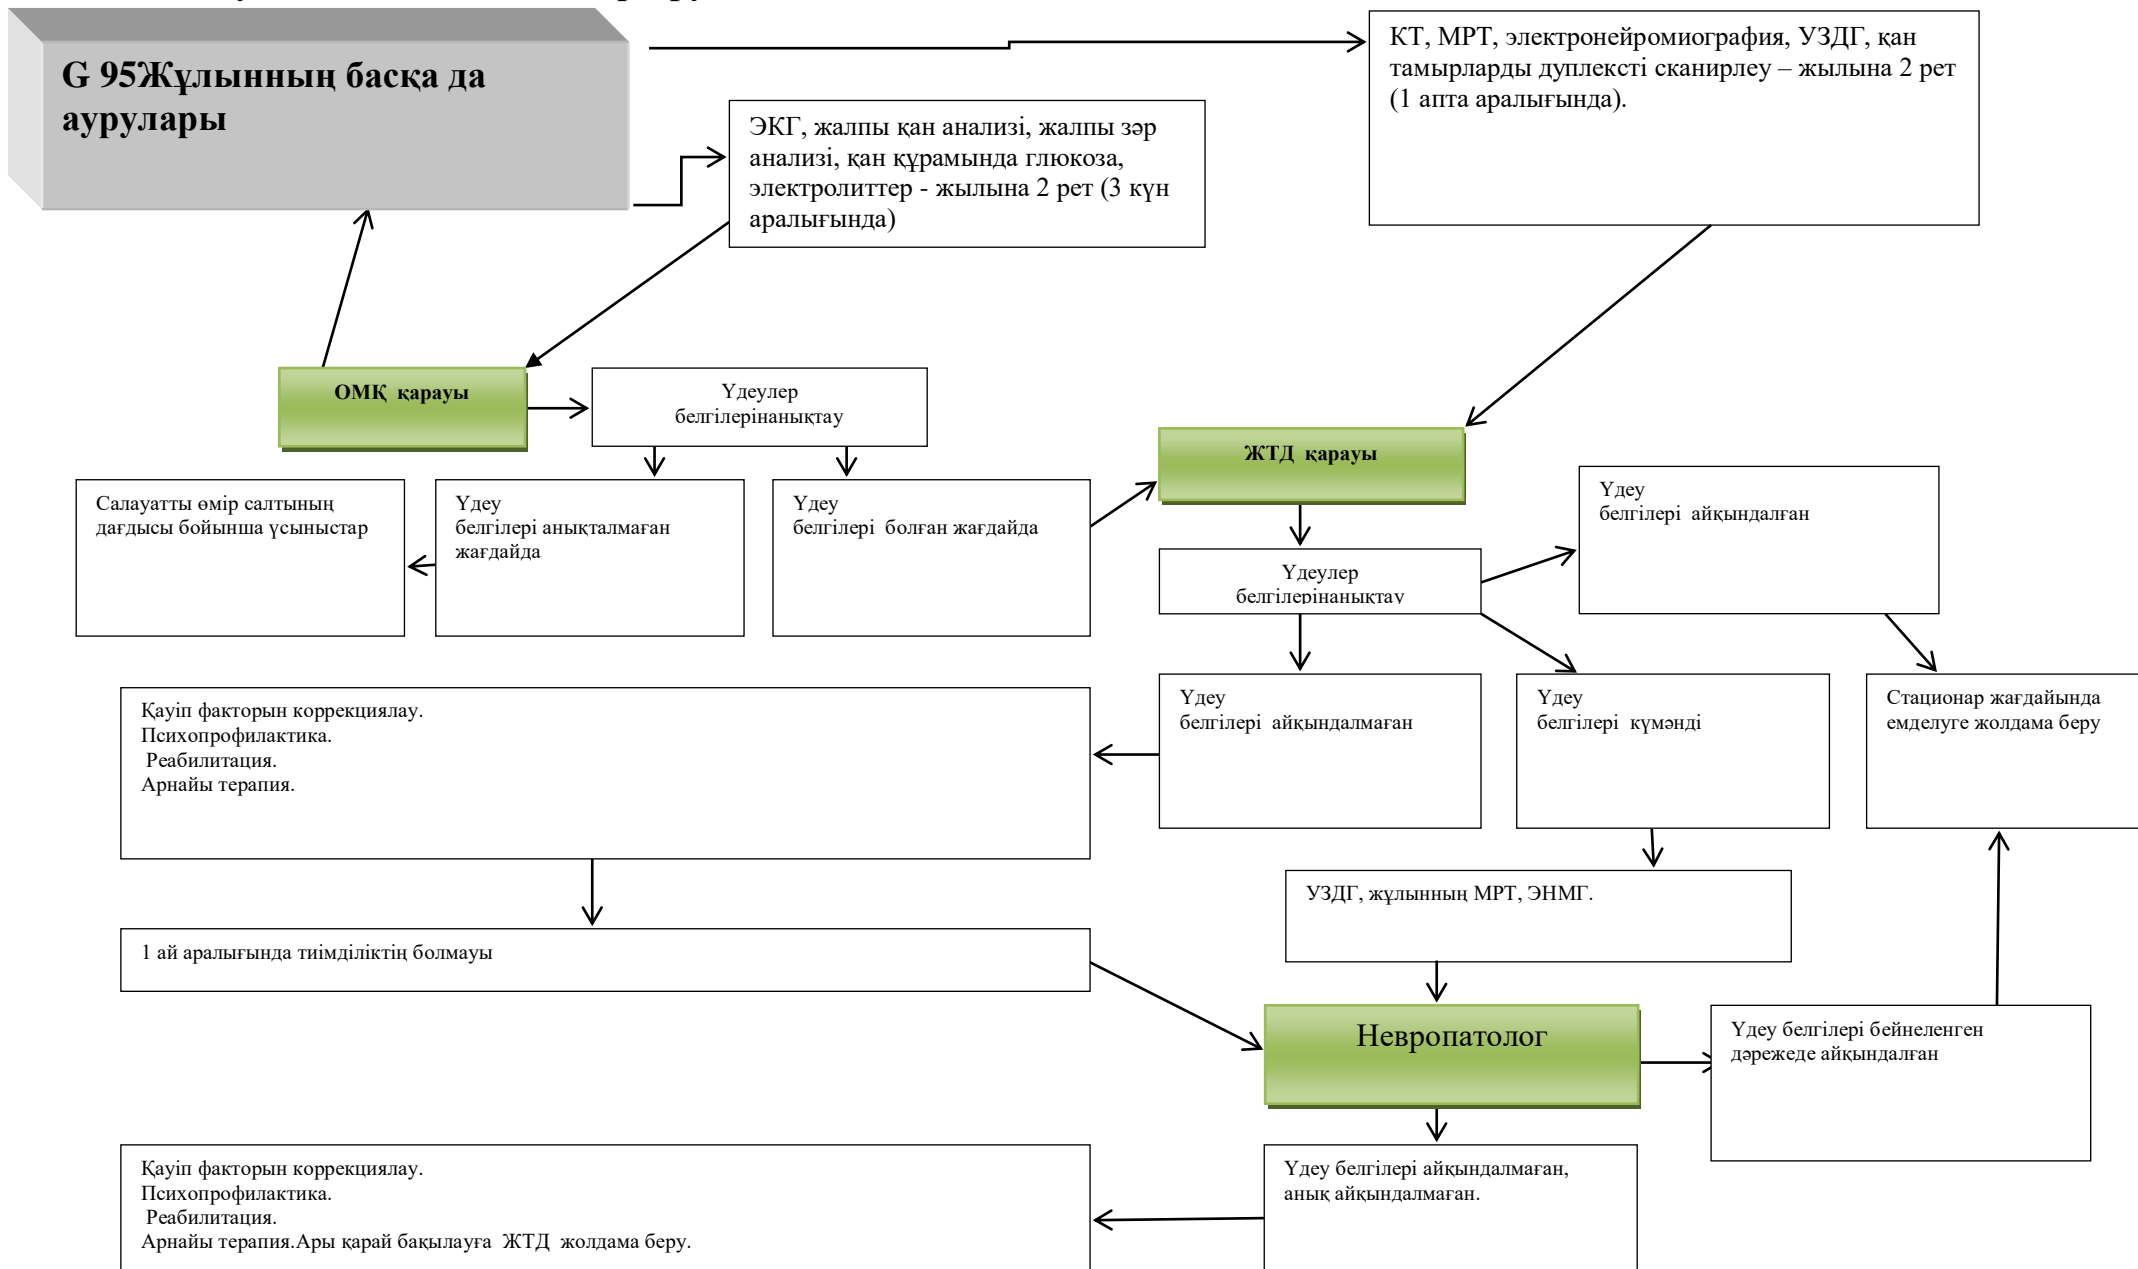 G 95Жұлынның басқа да
аурулары
КТ, МРТ, электронейромиография, УЗДГ, қан
тамырларды дуплексті сканирлеу – жылына 2 рет
(1 апта аралығында).
ЭКГ, жалпы қан анализі, жалпы зәр
анализі, қан құрамында глюкоза,
электролиттер - жылына 2 рет (3 күн
аралығында)
ОМҚ қарауы
Үдеулер
белгілерінанықтау
ЖТД қарауы
Салауатты өмір салтының
дағдысы бойынша үсыныстар
Үдеу
белгілері анықталмаған
жағдайда
Үдеу
белгілері болған жағдайда
Үдеу
белгілері айқындалған
Үдеулер
белгілерінанықтау
Қауіп факторын коррекциялау.
Психопрофилактика.
Реабилитация.
Арнайы терапия.
Үдеу
белгілері айқындалмаған
Үдеу
белгілері күмәнді
Стационар жағдайында
емделуге жолдама беру
УЗДГ, жұлынның МРТ, ЭНМГ.
1 ай аралығында тиімділіктің болмауы
Невропатолог
Үдеу белгілері бейнеленген
дәрежеде айқындалған
Қауіп факторын коррекциялау.
Психопрофилактика.
Реабилитация.
Арнайы терапия.Ары қарай бақылауға ЖТД жолдама беру.
Үдеу белгілері айқындалмаған,
анық айқындалмаған.